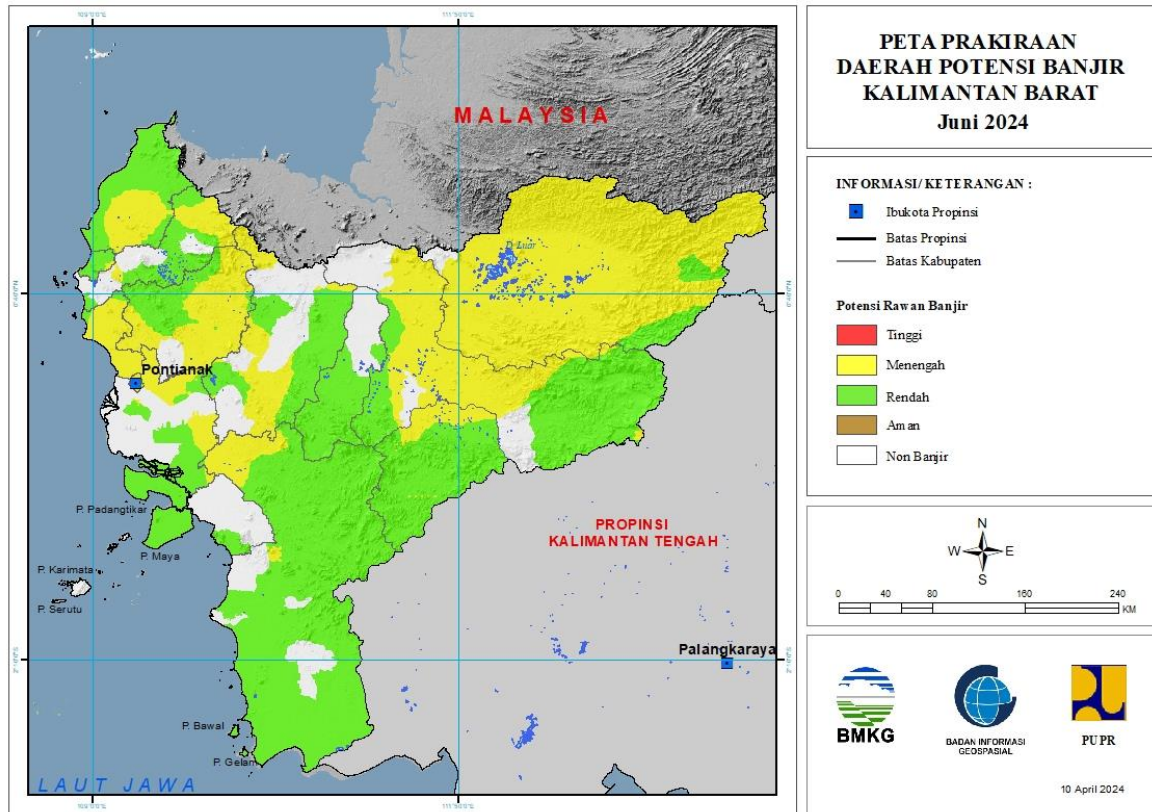 PETA PRAKIRAAN
DAERAH POTENSI BANJIR
KALIMANTAN BARAT
Juni 2024
INFORMASI/ KETERANGAN :
Ibukota Propinsi
Batas Propinsi
Batas Kabupaten
Potensi Rawan Banjir
Tinggi
Menengah
Rendah
Aman
Non Banjir
N
W E
S
0 40 80 160 240
KM
BMKG
BADAN INFORMASI
GEOSPASIAL
PUPR
10 April 2024
MALAYSIA
D. Luar
Pontianak
P. Padangtikar
P. Maya
P. Karimata
P. Serutu
PROPINSI
KALIMANTAN TENGAH
Palangkaraya
P. Bawal
P. Gelam
LAUT JAWA